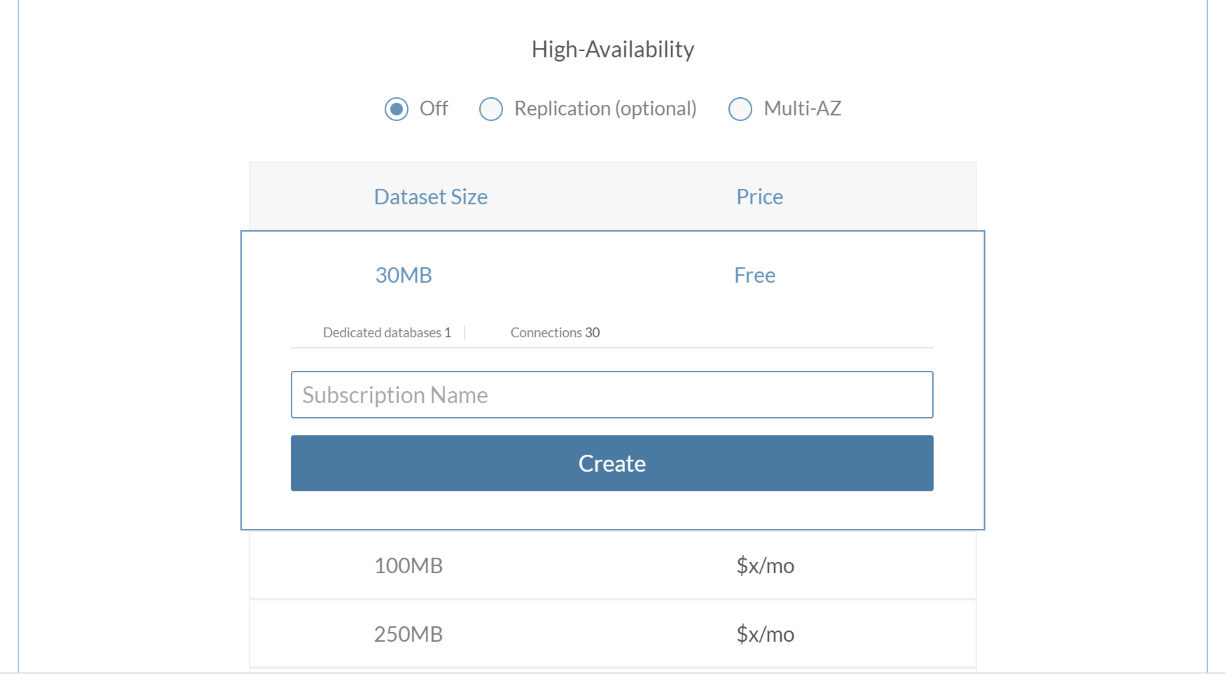 High-Availability
Off Replication (optional) Multi-AZ
Dataset Size Price
30MB Free
Dedicated databases 1 Connections 30
Subscription Name
Create
100MB $x/mo
250MB $x/mo